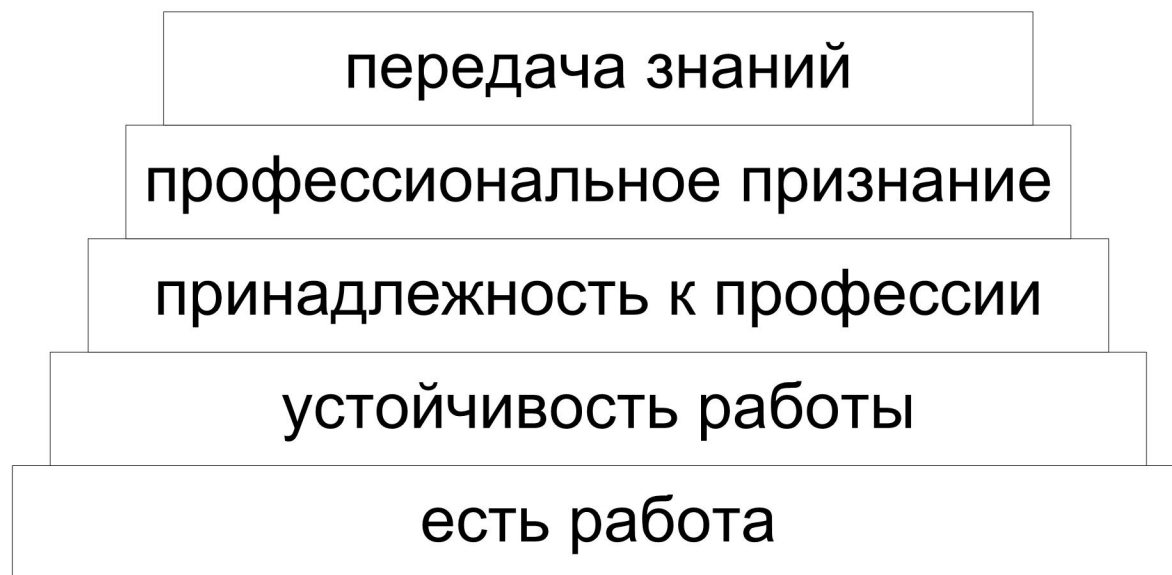 передача знаний
профессиональное признание
принадлежность к профессии
устойчивость работы
есть работа